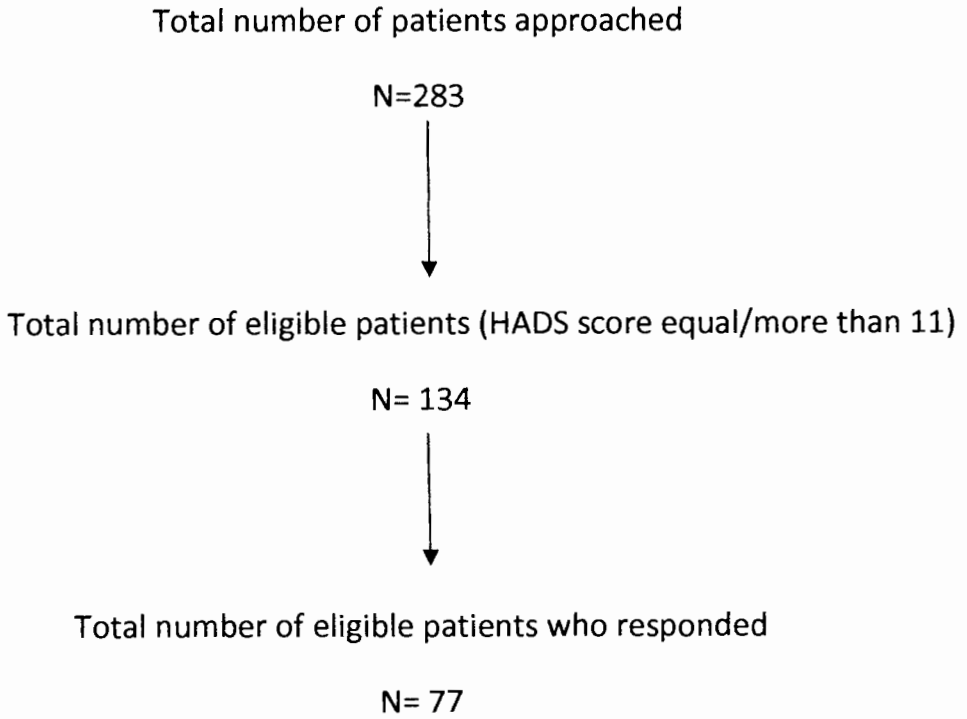 Total number of patients approached
N=283
Total number of eligible patients (HADS score equal/more than 11)
N= 134
Total number of eligible patients who responded
N= 77